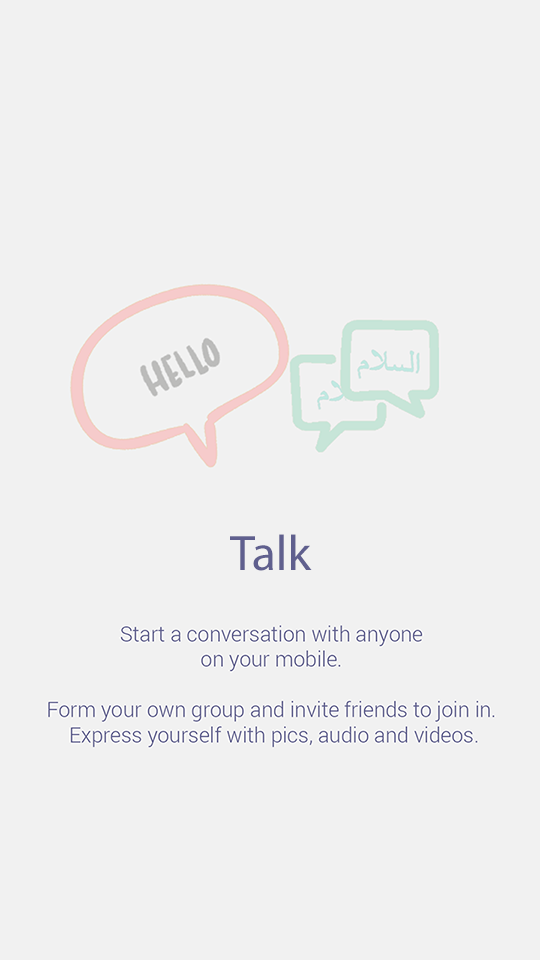 HELLO
السلام
لام
Talk
Start a conversation with anyone
on your mobile.
Form your own group and invite friends to join in.
Express yourself with pics, audio and videos.